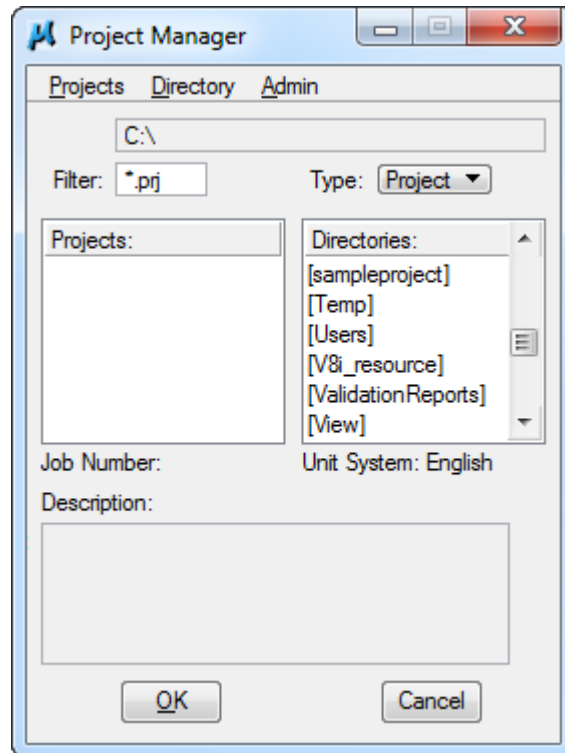 Project Manager
Projects Directory Admin
C:\
Filter: *.prj Type: Project
Projects: Directories:
[sampleproject]
[Temp]
[Users]
[V8i_resource]
[ValidationReports]
[View]
Job Number: Unit System: English
Description:
OK Cancel